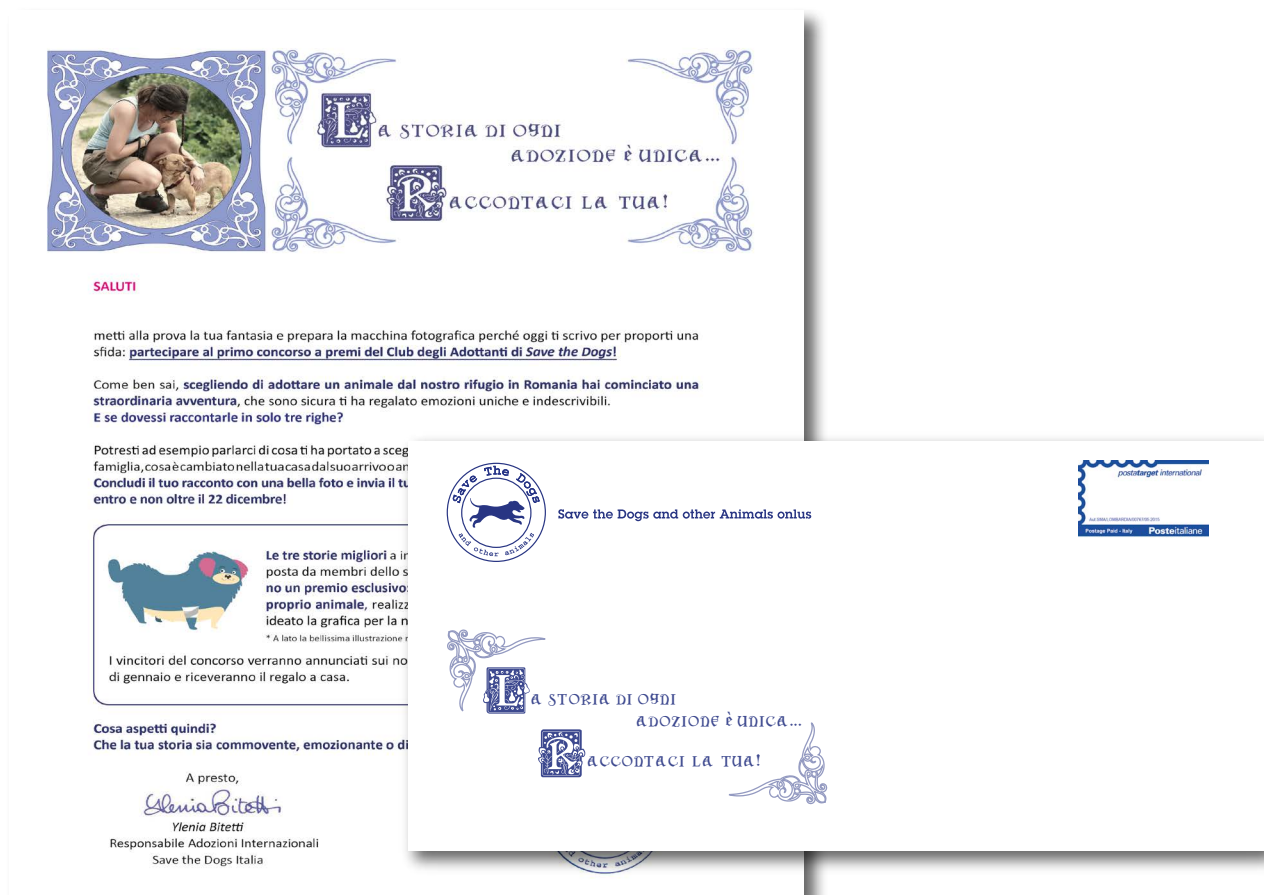 La storia di ogni
adozione è unica...
Raccontaci la tua!
SALUTI
metti alla prova la tua fantasia e prepara la macchina fotografica perché oggi ti scrivo per proporti una
sfida: partecipare al primo concorso a premi del Club degli Adottanti di Save the Dogs!
Come ben sai, scegliendo di adottare un animale dal nostro rifugio in Romania hai cominciato una
straordinaria avventura, che sono sicura ti ha regalato emozioni uniche e indescrivibili.
E se dovessi raccontarle in solo tre righe?
Potresti ad esempio parlarci di cosa ti ha portato a sceg
famiglia, cosa è cambiato nella tua casa dal suo arrivo o an
Concludi il tuo racconto con una bella foto e invia il tu
entro e non oltre il 22 dicembre!
Le tre storie migliori a in
posta da membri dello s
no un premio esclusivo:
proprio animale, realizz
ideato la grafica per la n
* A lato la bellissima illustrazione r
I vincitori del concorso verranno annunciati sui no
di gennaio e riceveranno il regalo a casa.
Cosa aspetti quindi?
Che la tua storia sia commovente, emozionante o di
A presto,
Ylenia Bitetti
Ylenia Bitetti
Responsabile Adozioni Internazionali
Save the Dogs Italia
other anima
Save The Dogs
and other animals
Save the Dogs and other Animals onlus
postatarget international
Postage Paid - Italy Posteitaliane
La storia di ogni
adozione è unica...
Raccontaci la tua!